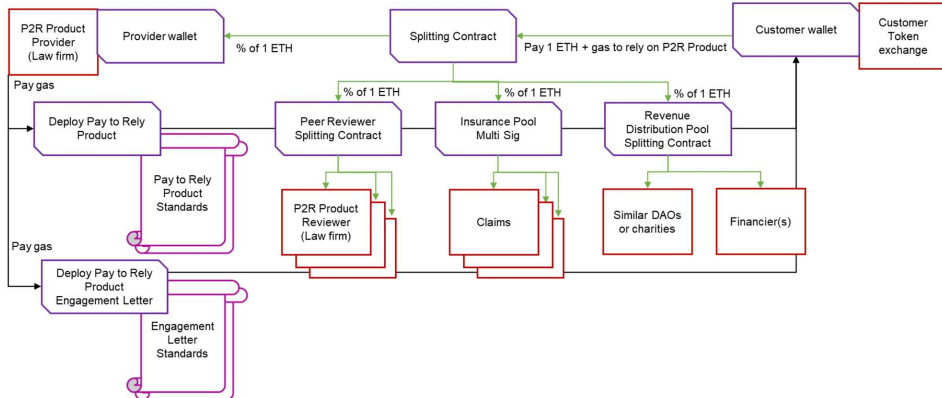 P2R Product
Provider
(Law firm)
Provider wallet
% of 1 ETH
Splitting Contract
Pay 1 ETH + gas to rely on P2R Product
Customer wallet
Customer
Token
exchange
Pay gas
% of 1 ETH
% of 1 ETH
% of 1 ETH
Deploy Pay to Rely
Product
Peer Reviewer
Splitting Contract
Insurance Pool
Multi Sig
Revenue
Distribution Pool
Splitting Contract
Pay to Rely
Product
Standards
P2R Product
Reviewer
(Law firm)
Claims
Similar DAOs
or charities
Financier(s)
Pay gas
Deploy Pay to Rely
Product
Engagement Letter
Engagement
Letter
Standards